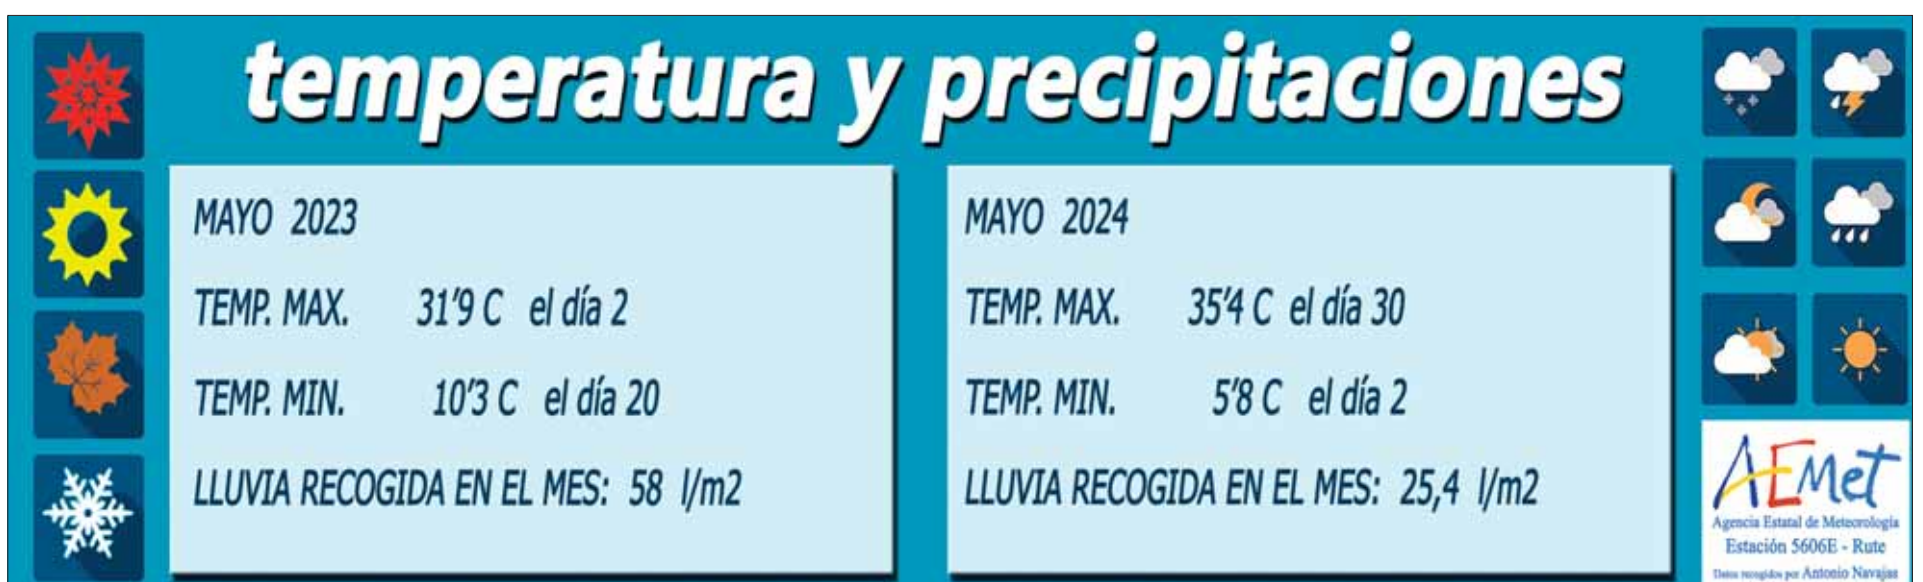 temperatura y precipitaciones
MAYO 2023
TEMP. MAX. 31'9 C el día 2
TEMP. MIN. 10'3 C el día 20
LLUVIA RECOGIDA EN EL MES: 58 l/m2
MAYO 2024
TEMP. MAX. 35'4 C el día 30
TEMP. MIN. 5'8 C el día 2
LLUVIA RECOGIDA EN EL MES: 25,4 l/m2
AEMet
Agencia Estatal de Meteorología
Estación 5606E - Rute
Datos recogidos por Antonio Navajas